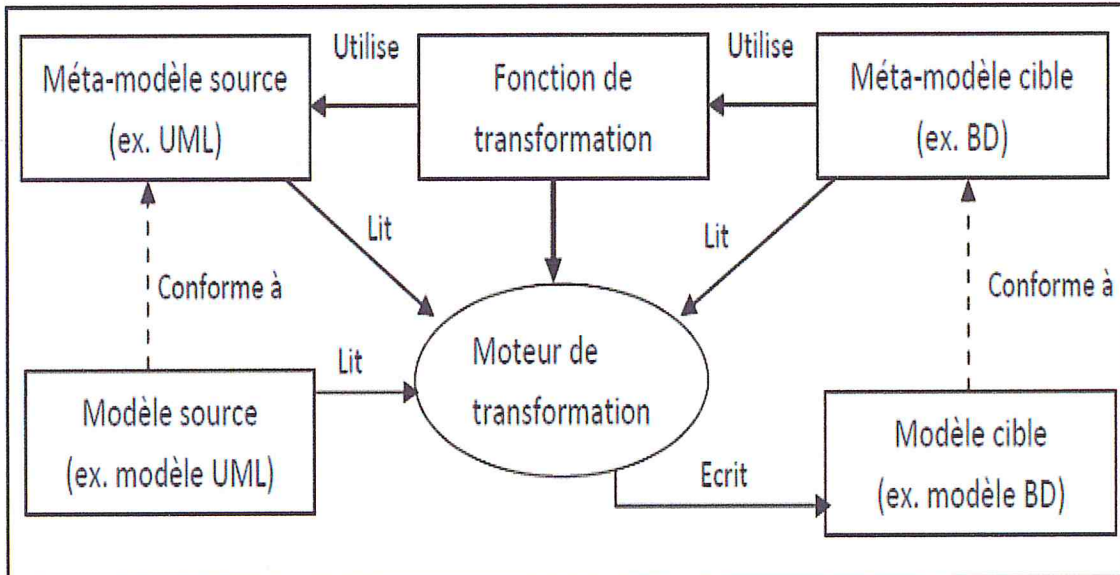 Utilise
Utilise
Méta-modèle source
(ex. UML)
Fonction de
transformation
Méta-modèle cible
(ex. BD)
Lit
Lit
Conforme à
Conforme à
Lit
Moteur de
transformation
Modèle source
(ex. modèle UML)
Modèle cible
(ex. modèle BD)
Ecrit